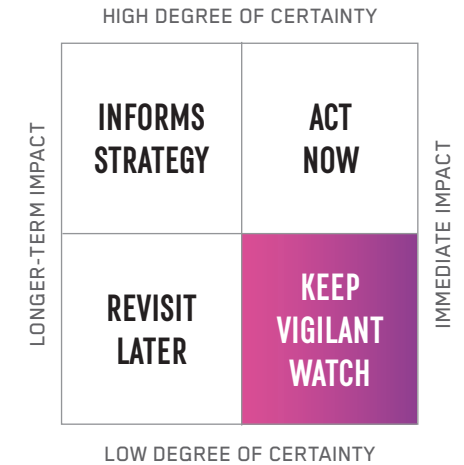 HIGH DEGREE OF CERTAINTY
LONGER-TERM IMPACT
INFORMS
STRATEGY
ACT
NOW
IMMEDIATE IMPACT
REVISIT
LATER
KEEP
VIGILANT
WATCH
LOW DEGREE OF CERTAINTY